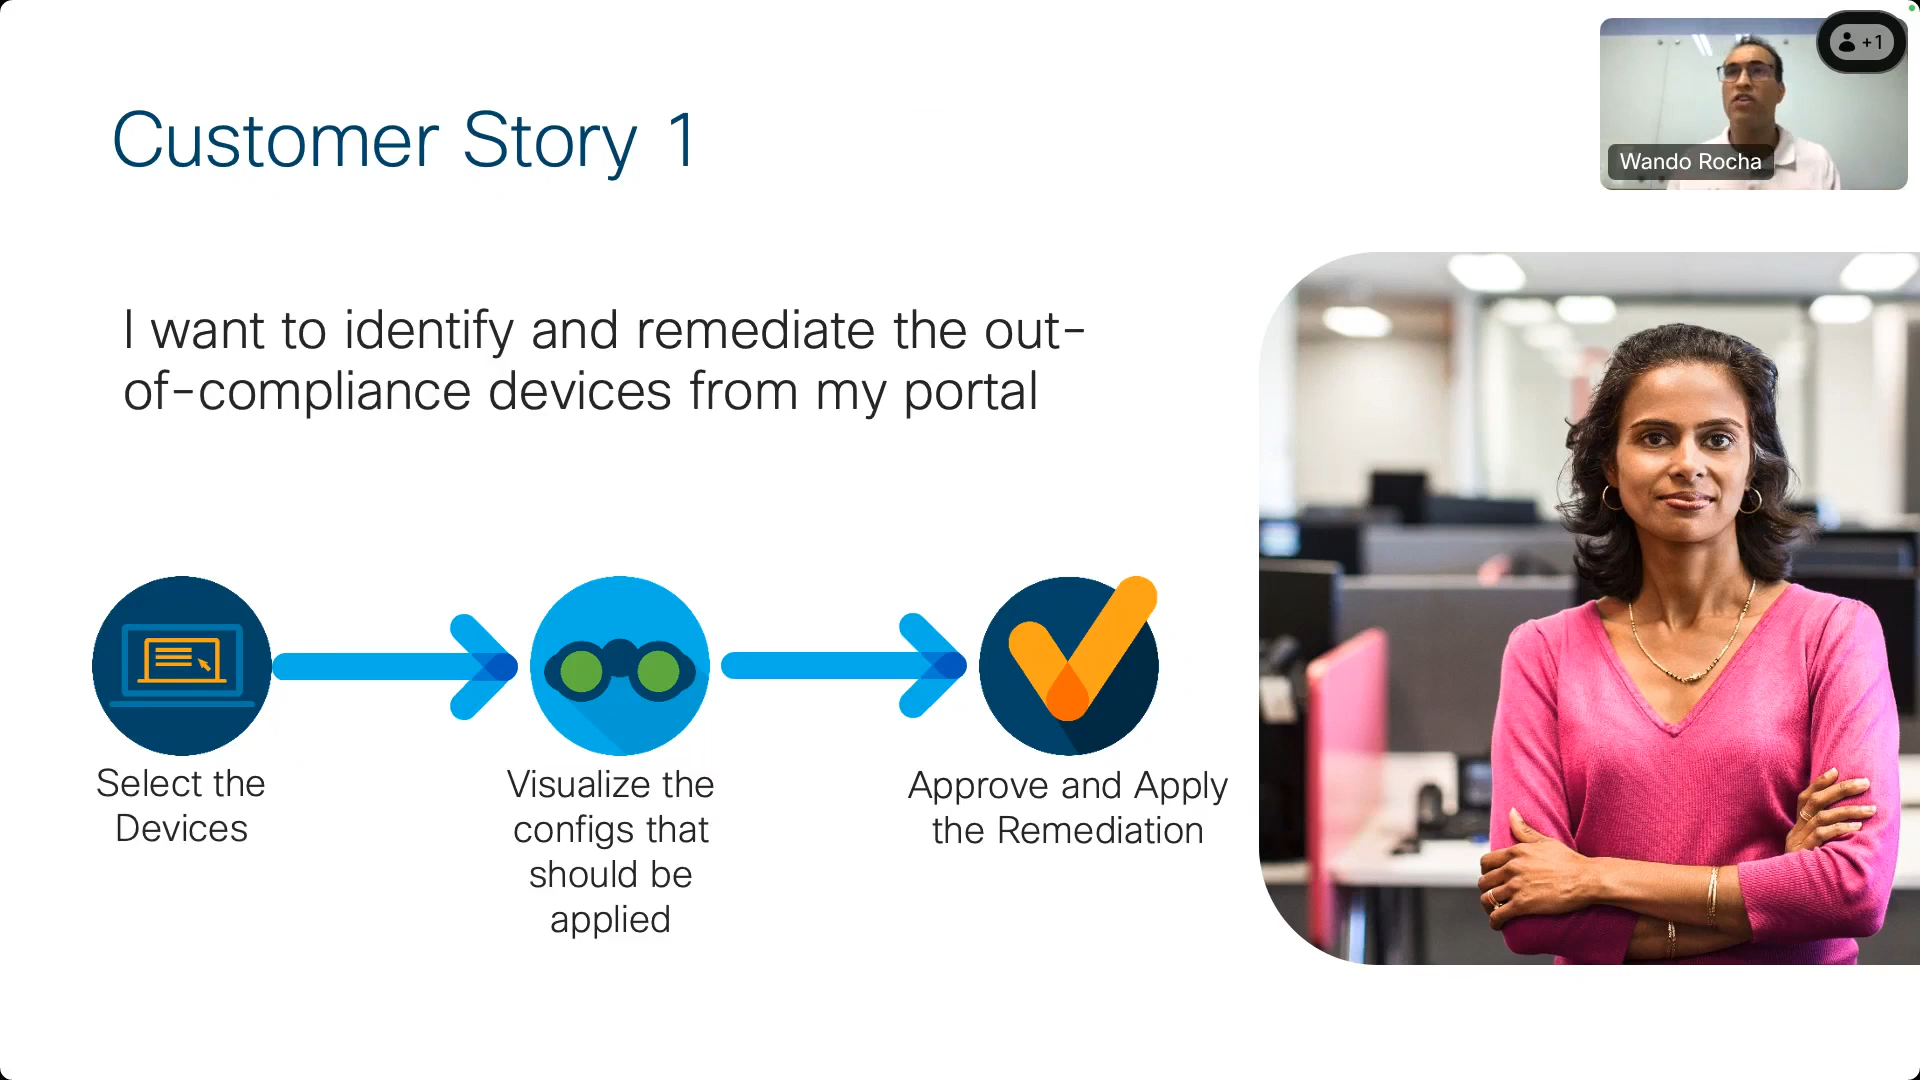 Customer Story 1
+1
Wando Rocha
I want to identify and remediate the out-
of-compliance devices from my portal
Select the
Devices
Visualize the
configs that
should be
applied
Approve and Apply
the Remediation